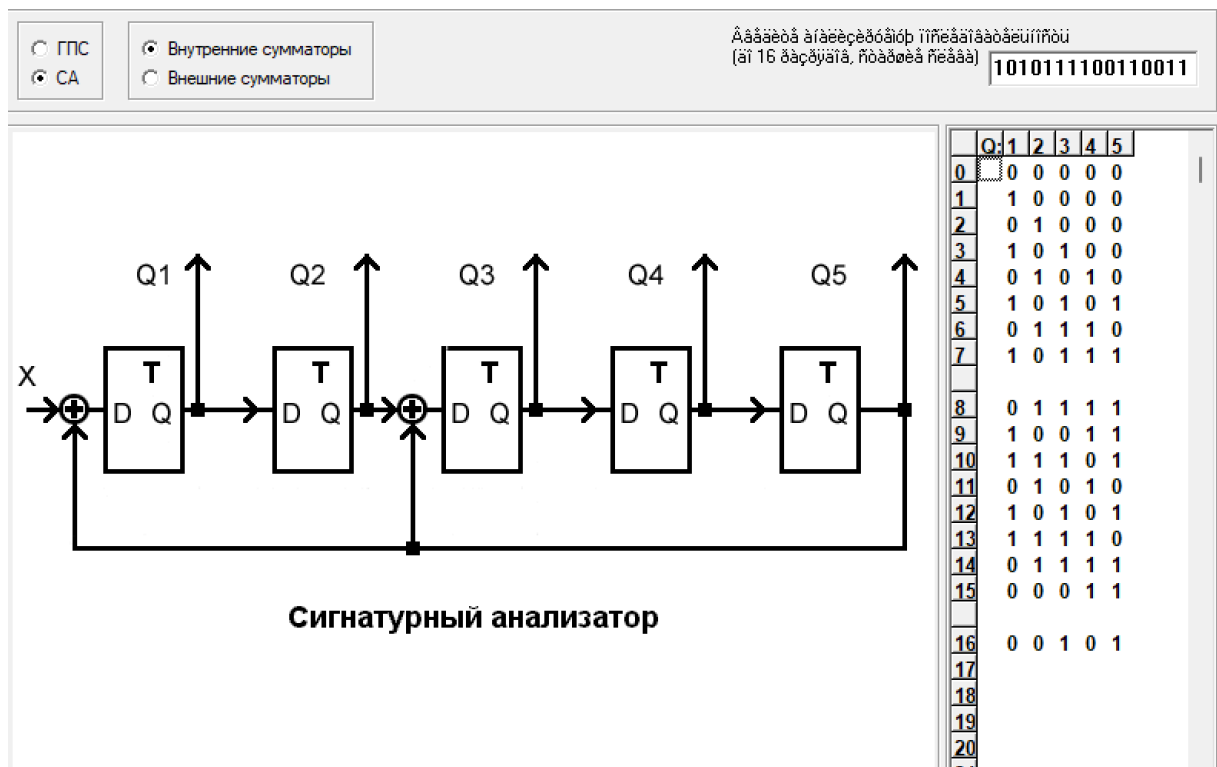 ГПС
СА
Внутренние сумматоры
Внешние сумматоры
Ââåäèòå àíàëèçèðóåìóþ ïîñëåäîâàòåëüíîñòü
(äî 16 ðàçðÿäîâ, ñòàðøèå ñëåâà)
1010111100110011
Q1 Q2 Q3 Q4 Q5
X
T T T T T
D Q D Q D Q D Q D Q
Сигнатурный анализатор
Q: 1 2 3 4 5
0 0 0 0 0 0
1 1 0 0 0 0
2 0 1 0 0 0
3 1 0 1 0 0
4 0 1 0 1 0
5 1 0 1 0 1
6 0 1 1 1 0
7 1 0 1 1 1
8 0 1 1 1 1
9 1 0 0 1 1
10 1 1 1 0 1
11 0 1 0 1 0
12 1 0 1 0 1
13 1 1 1 1 0
14 0 1 1 1 1
15 0 0 0 1 1
16 0 0 1 0 1
17
18
19
20